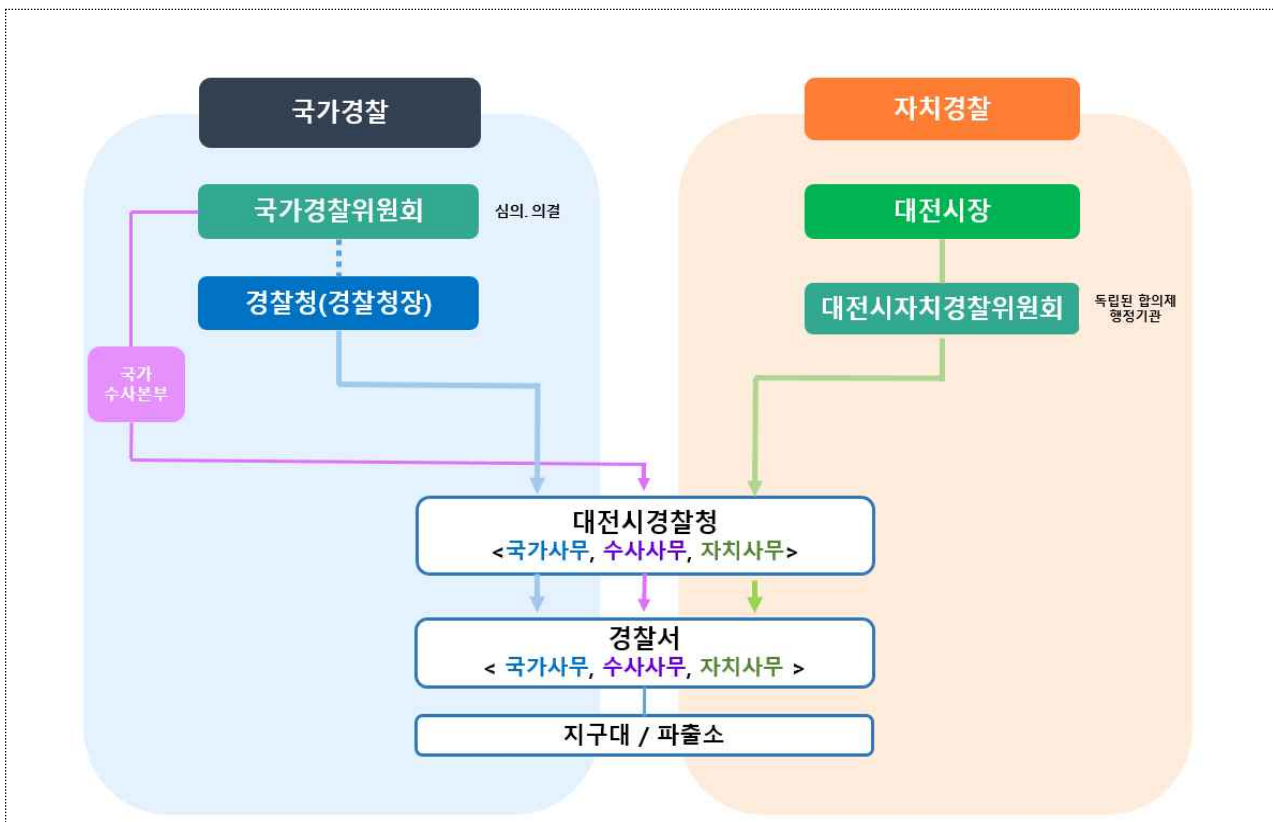 국가경찰
자치경찰
국가경찰위원회
심의.의결
대전시장
경찰청(경찰청장)
대전시자치경찰위원회
독립된 합의제
행정기관
국가
수사본부
대전시경찰청
<국가사무, 수사사무, 자치사무>
경찰서
< 국가사무, 수사사무, 자치사무 >
지구대 / 파출소